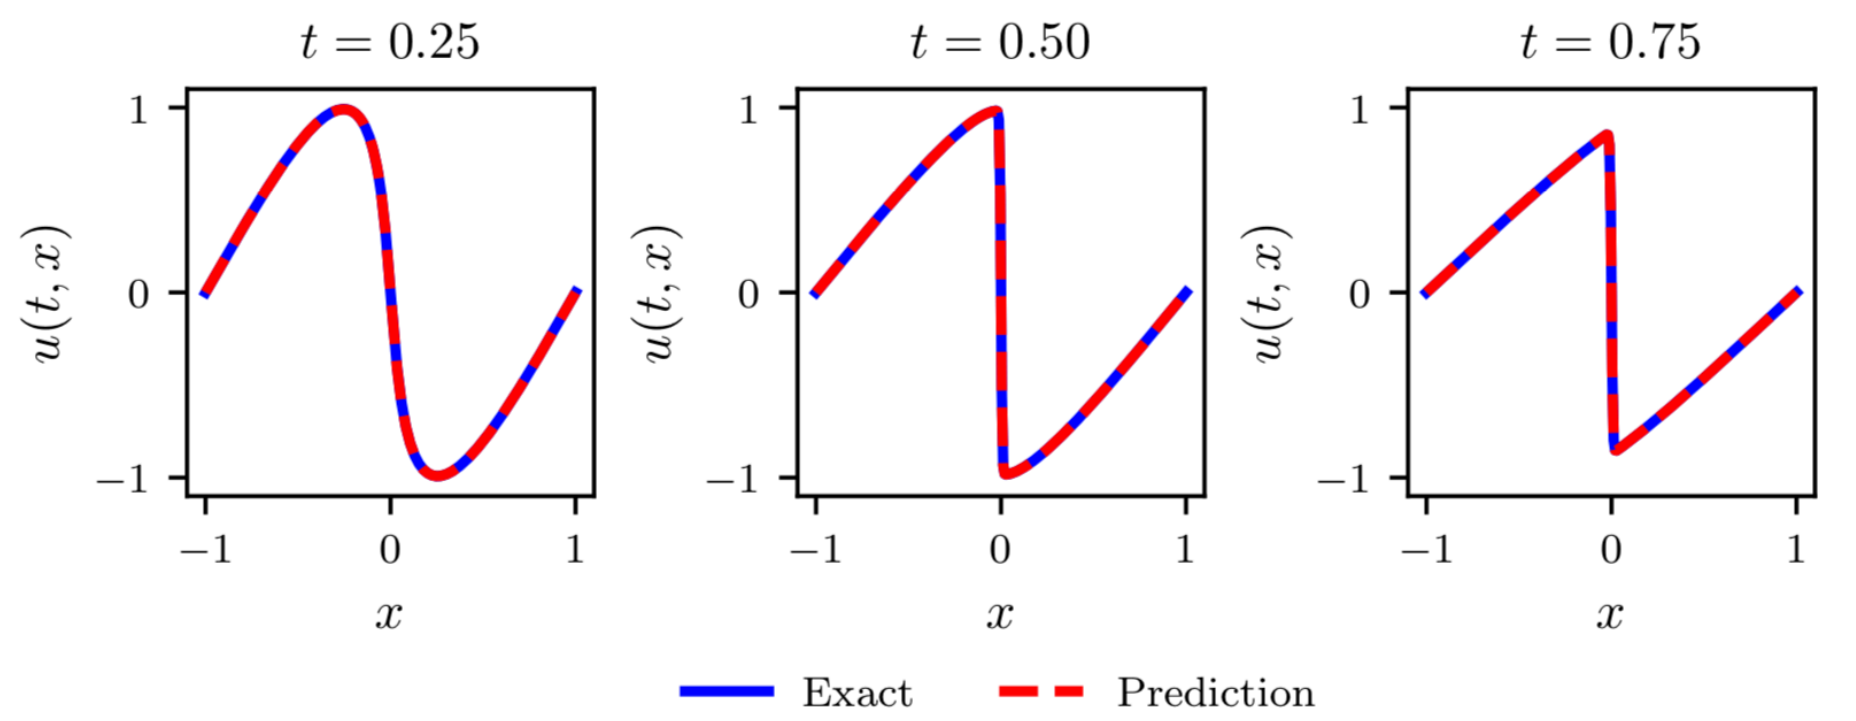 t = 0.25
t = 0.50
t = 0.75
u(t, x)
1
0
−1
−1 0 1
x
u(t, x)
1
0
−1
−1 0 1
x
u(t, x)
1
0
−1
−1 0 1
x
Exact Prediction